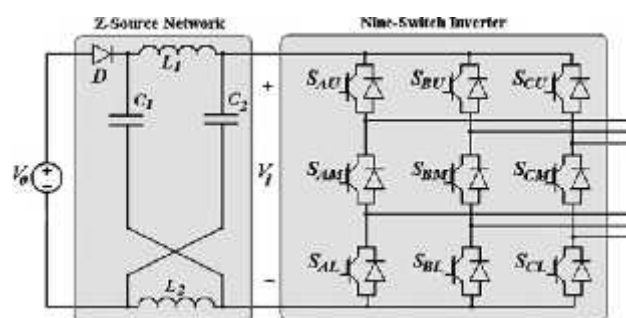 Z-Source Network
Nine-Switch Inverter
D
L1
C1
C2
L2
+
Vi
−
SAU
SBU
SCU
SAM
SBM
SCM
SAL
SBL
SCL